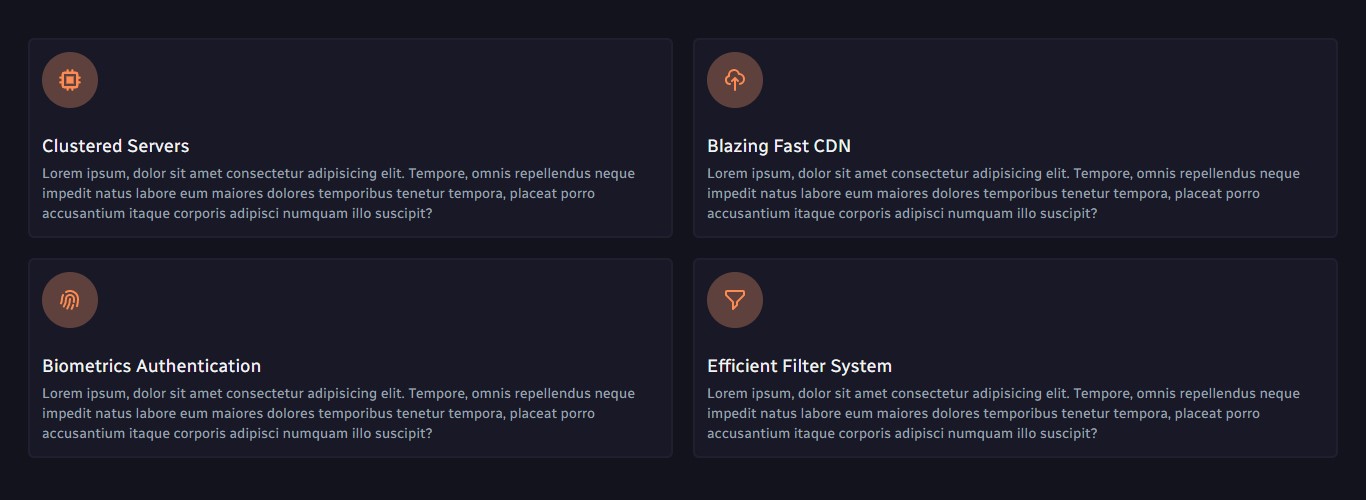 Clustered Servers
Lorem ipsum, dolor sit amet consectetur adipisicing elit. Tempore, omnis repellendus neque
impedit natus labore eum maiores dolores temporibus tenetur tempora, placeat porro
accusantium itaque corporis adipisci numquam illo suscipit?
Blazing Fast CDN
Lorem ipsum, dolor sit amet consectetur adipisicing elit. Tempore, omnis repellendus neque
impedit natus labore eum maiores dolores temporibus tenetur tempora, placeat porro
accusantium itaque corporis adipisci numquam illo suscipit?
Biometrics Authentication
Lorem ipsum, dolor sit amet consectetur adipisicing elit. Tempore, omnis repellendus neque
impedit natus labore eum maiores dolores temporibus tenetur tempora, placeat porro
accusantium itaque corporis adipisci numquam illo suscipit?
Efficient Filter System
Lorem ipsum, dolor sit amet consectetur adipisicing elit. Tempore, omnis repellendus neque
impedit natus labore eum maiores dolores temporibus tenetur tempora, placeat porro
accusantium itaque corporis adipisci numquam illo suscipit?